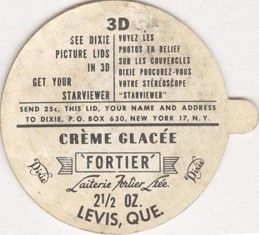 3D
SEE DIXIE
PICTURE LIDS
IN 3D
GET YOUR
STARVIEWER
VOYEZ LES
PHOTOS EN RELIEF
SUR LES COUVERCLES
DIXIE PROCUREZ-VOUS
VOTRE STÉRÉOSCOPE
"STARVIEWER"
SEND 25¢, THIS LID, YOUR NAME AND ADDRESS
TO DIXIE, P.O. BOX 630, NEW YORK 17, N.Y.
CRÈME GLACÉE
"FORTIER"
Dixie
Dixie
Laiterie Fortier Ltée.
2 1/2 OZ.
LEVIS, QUE.